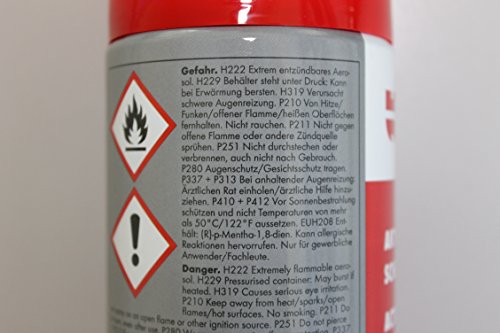 Gefahr. H222 Extrem entzündbares Aero-
sol. H229 Behälter steht unter Druck: Kann
bei Erwärmung bersten. H319 Verursacht
schwere Augenreizung. P210 Von Hitze/
Funken/offener Flamme/heißen Oberflächen
fernhalten. Nicht rauchen. P211 Nicht gegen
offene Flamme oder andere Zündquelle
sprühen. P251 Nicht durchstechen oder
verbrennen, auch nicht nach Gebrauch.
P280 Augenschutz/Gesichtsschutz tragen.
P337 + P313 Bei anhaltender Augenreizung:
Ärztlichen Rat einholen/ärztliche Hilfe hinzu-
ziehen. P410 + P412 Vor Sonnenbestrahlung
schützen und nicht Temperaturen von mehr
als 50°C/122°F aussetzen. EUH208 Ent-
hält: (R)-p-Mentha-1,8-dien. Kann allergische
Reaktionen hervorrufen. Nur für gewerbliche
Anwender/Fachleute.
Danger. H222 Extremely flammable aero-
sol. H229 Pressurised container: May burst if
heated. H319 Causes serious eye irritation.
P210 Keep away from heat/sparks/open
flames/hot surfaces. No smoking. P211 Do
not spray on an open flame or other ignition source. P251 Do not pierce